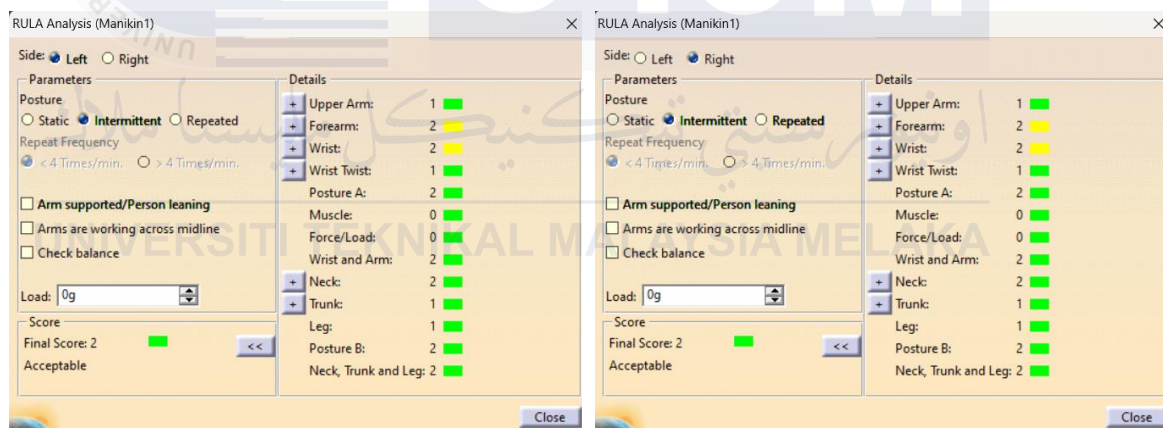 RULA Analysis (Manikin1)
Side: Left Right
Parameters
Posture
Static Intermittent Repeated
Repeat Frequency
< 4 Times/min. > 4 Times/min.
Arm supported/Person leaning
Arms are working across midline
Check balance
Load: 0g
Score
Final Score: 2
<<
Acceptable
Details
+ Upper Arm: 1
+ Forearm: 2
+ Wrist: 2
+ Wrist Twist: 1
Posture A: 2
Muscle: 0
Force/Load: 0
Wrist and Arm: 2
+ Neck: 2
+ Trunk: 1
Leg: 1
Posture B: 2
Neck, Trunk and Leg: 2
Close
RULA Analysis (Manikin1)
Side: Left Right
Parameters
Posture
Static Intermittent Repeated
Repeat Frequency
< 4 Times/min. > 4 Times/min.
Arm supported/Person leaning
Arms are working across midline
Check balance
Load: 0g
Score
Final Score: 2
<<
Acceptable
Details
+ Upper Arm: 1
+ Forearm: 2
+ Wrist: 2
+ Wrist Twist: 1
Posture A: 2
Muscle: 0
Force/Load: 0
Wrist and Arm: 2
+ Neck: 2
+ Trunk: 1
Leg: 1
Posture B: 2
Neck, Trunk and Leg: 2
Close
UNIVERSITI TEKNIKAL MALAYSIA MELAKA